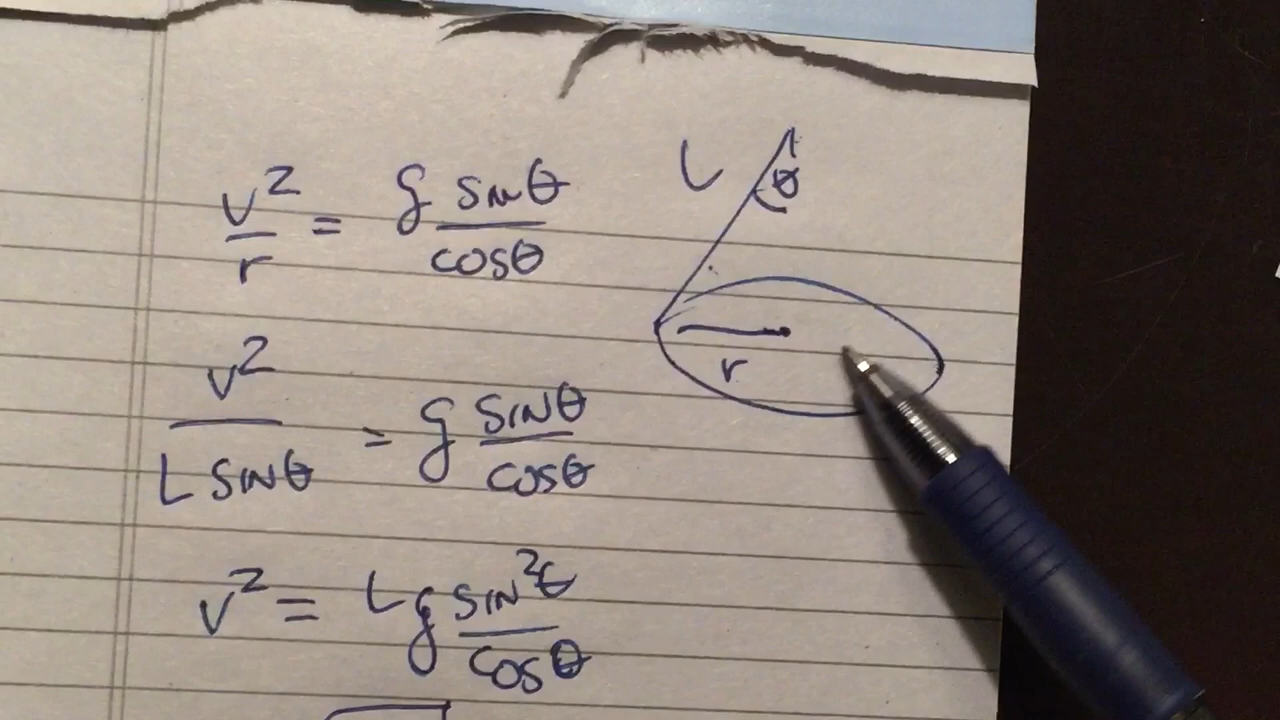 v²/r = g sinθ/cosθ
L
θ
r
v²/L sinθ = g sinθ/cosθ
v² = Lg sin²θ/cosθ